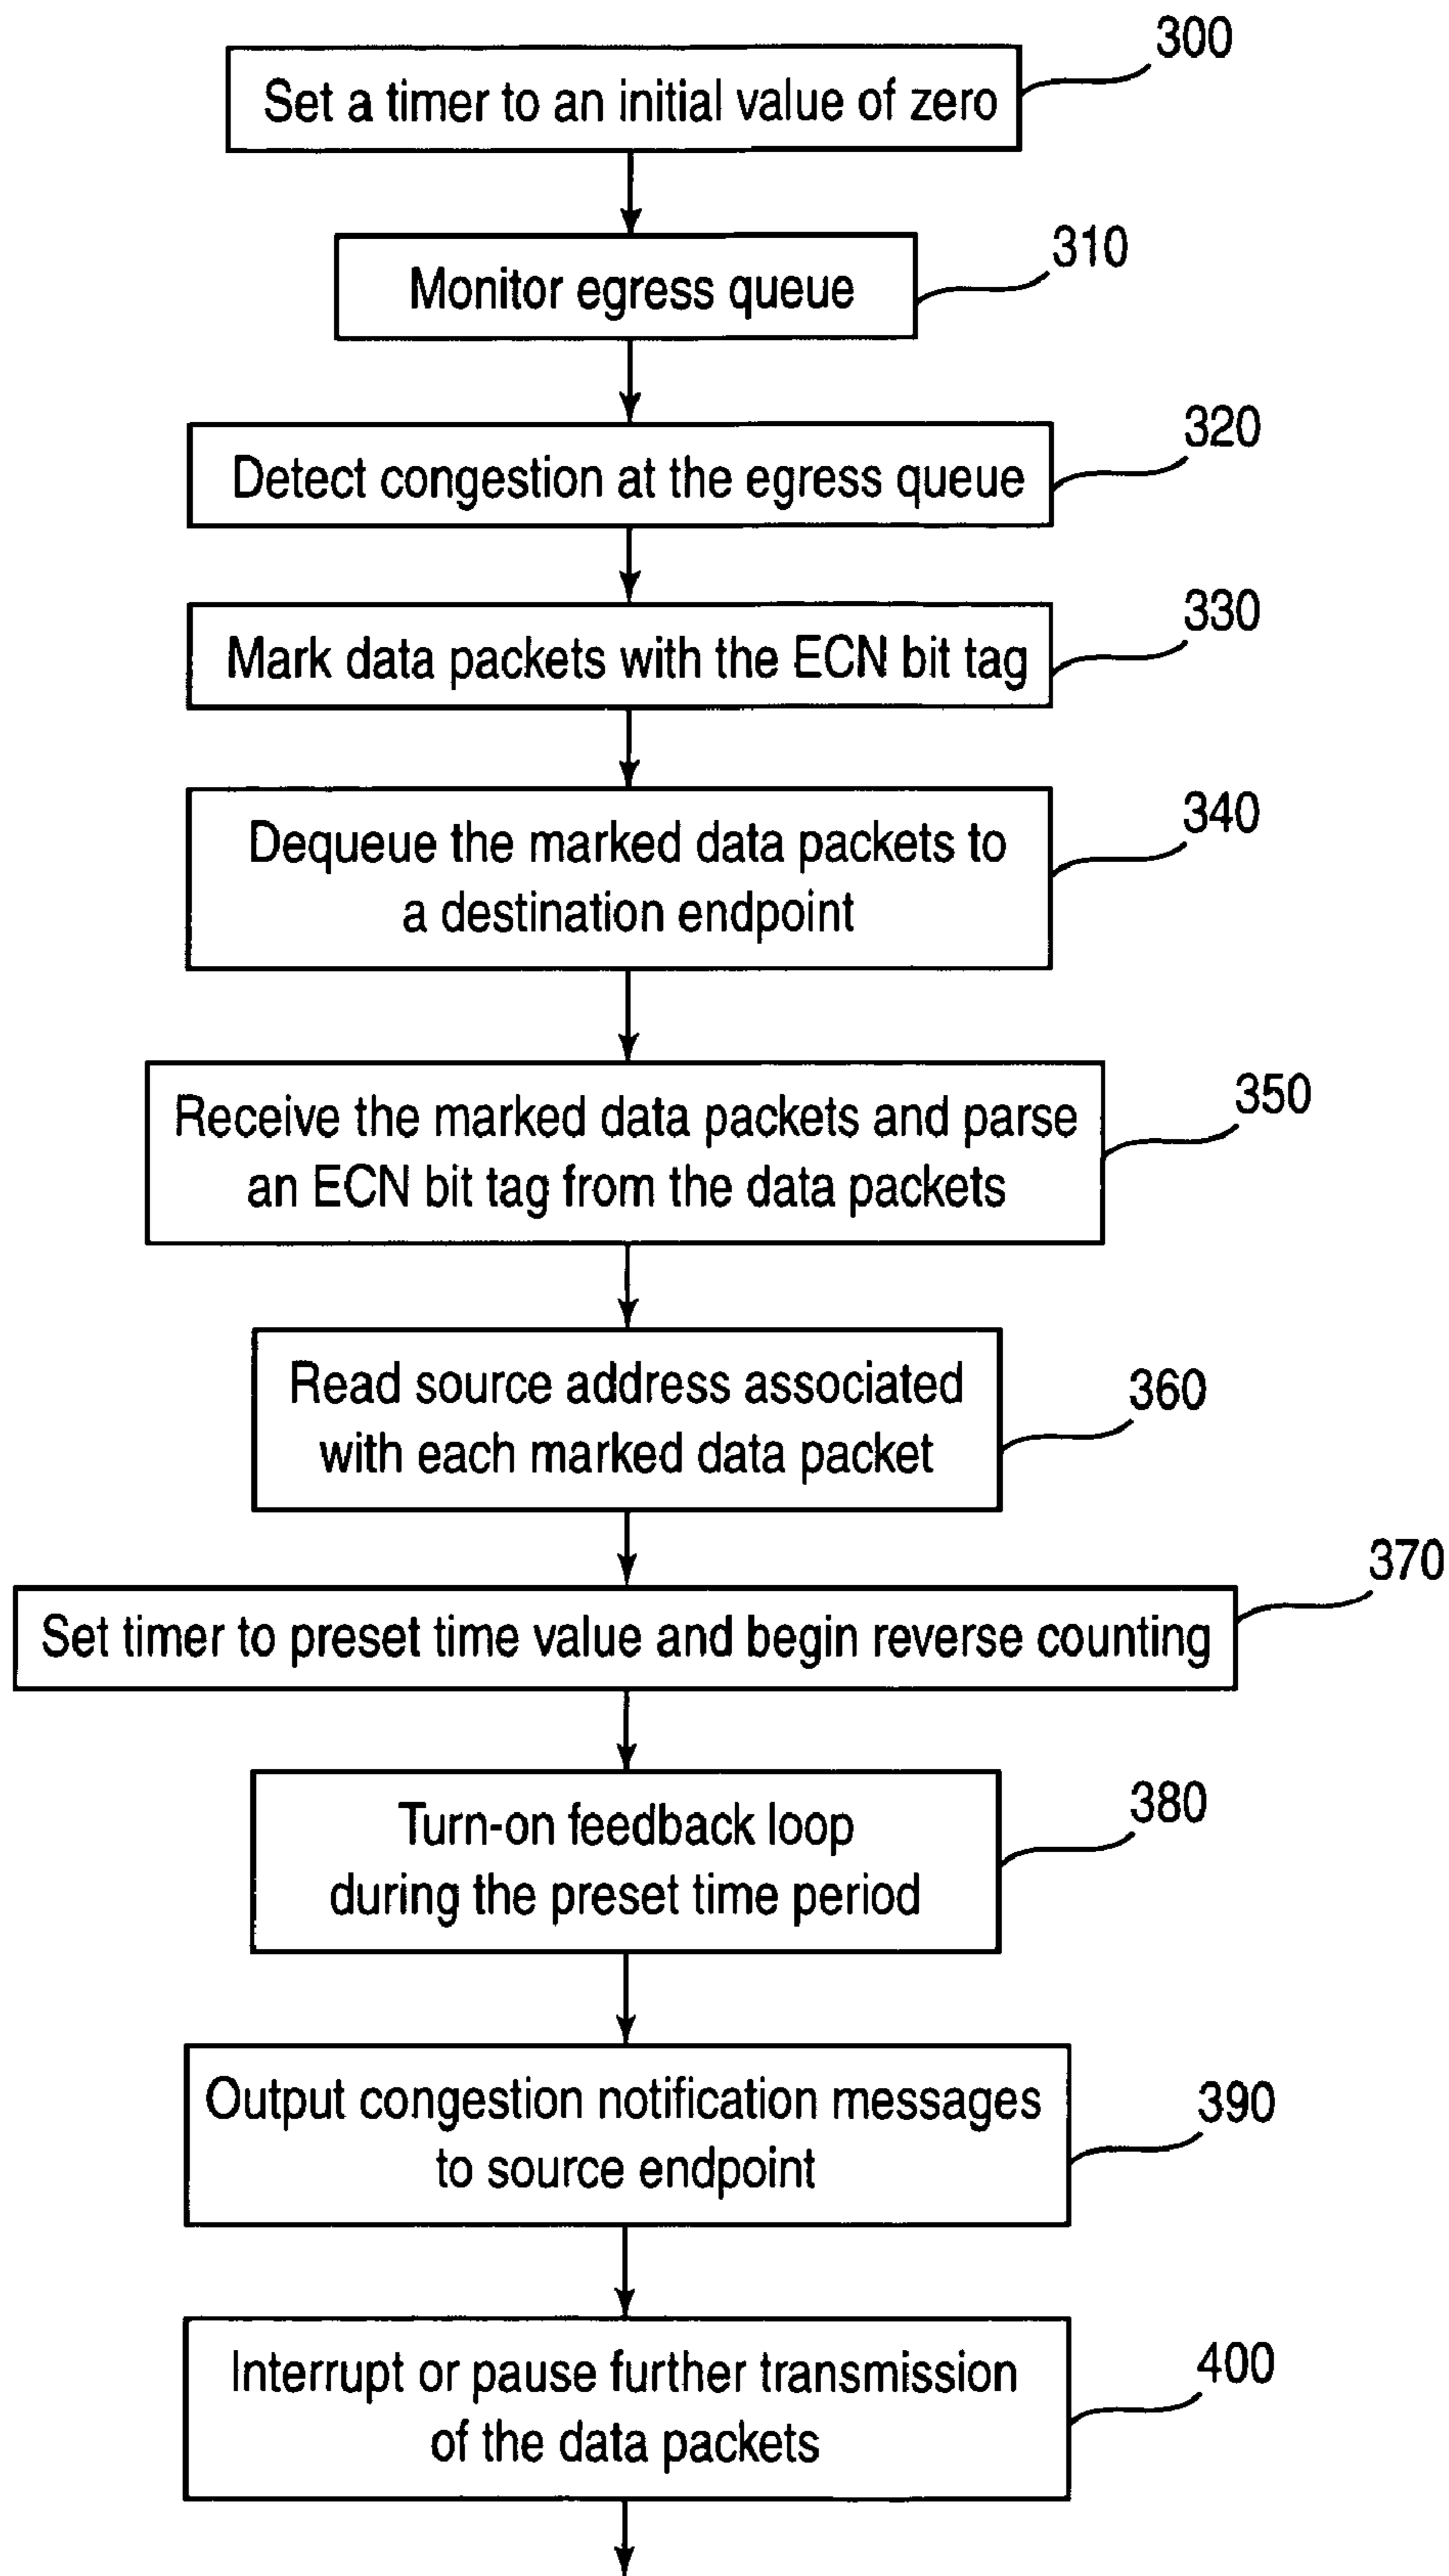 300
Set a timer to an initial value of zero
310
Monitor egress queue
320
Detect congestion at the egress queue
330
Mark data packets with the ECN bit tag
340
Dequeue the marked data packets to
a destination endpoint
350
Receive the marked data packets and parse
an ECN bit tag from the data packets
360
Read source address associated
with each marked data packet
370
Set timer to preset time value and begin reverse counting
380
Turn-on feedback loop
during the preset time period
390
Output congestion notification messages
to source endpoint
400
Interrupt or pause further transmission
of the data packets